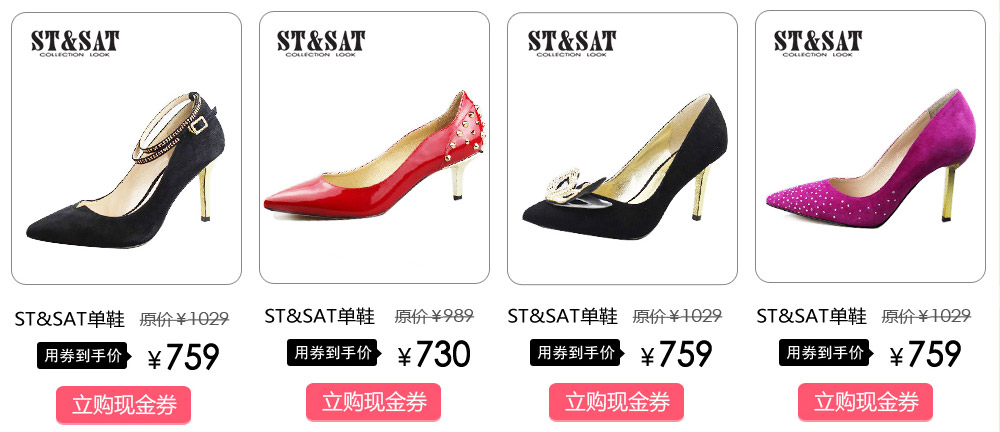 ST&SAT
COLLECTION LOOK
ST&SAT单鞋 原价¥1029
用券到手价 ¥759
立购现金券
ST&SAT
COLLECTION LOOK
ST&SAT单鞋 原价¥989
用券到手价 ¥730
立购现金券
ST&SAT
COLLECTION LOOK
ST&SAT单鞋 原价¥1029
用券到手价 ¥759
立购现金券
ST&SAT
COLLECTION LOOK
ST&SAT单鞋 原价¥1029
用券到手价 ¥759
立购现金券